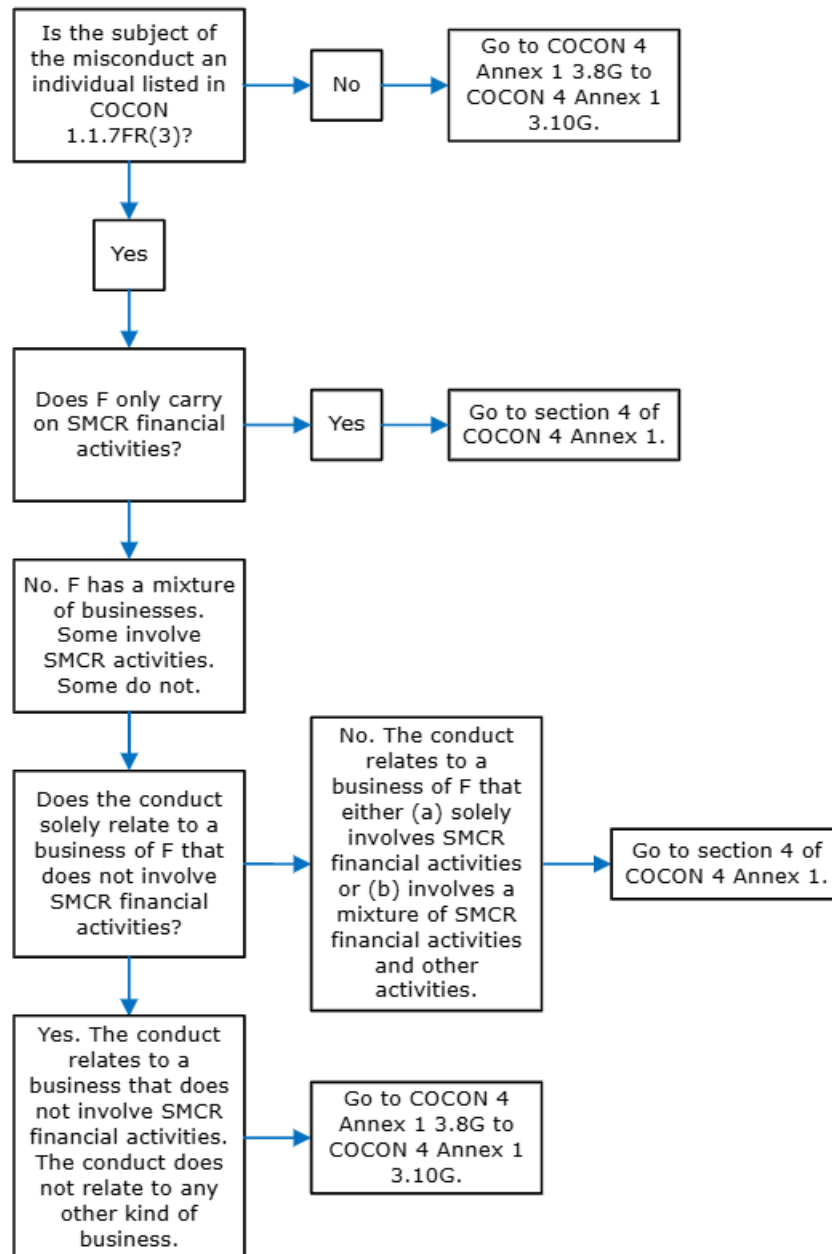 Is the subject of
the misconduct an
individual listed in
COCON
1.1.7FR(3)?
No
Go to COCON 4
Annex 1 3.8G to
COCON 4 Annex 1
3.10G.
Yes
Does F only carry
on SMCR financial
activities?
Yes
Go to section 4 of
COCON 4 Annex 1.
No. F has a mixture
of businesses.
Some involve
SMCR activities.
Some do not.
Does the conduct
solely relate to a
business of F that
does not involve
SMCR financial
activities?
No. The conduct
relates to a
business of F that
either (a) solely
involves SMCR
financial activities
or (b) involves a
mixture of SMCR
financial activities
and other
activities.
Go to section 4 of
COCON 4 Annex 1.
Yes. The conduct
relates to a
business that does
not involve SMCR
financial activities.
The conduct does
not relate to any
other kind of
business.
Go to COCON 4
Annex 1 3.8G to
COCON 4 Annex 1
3.10G.